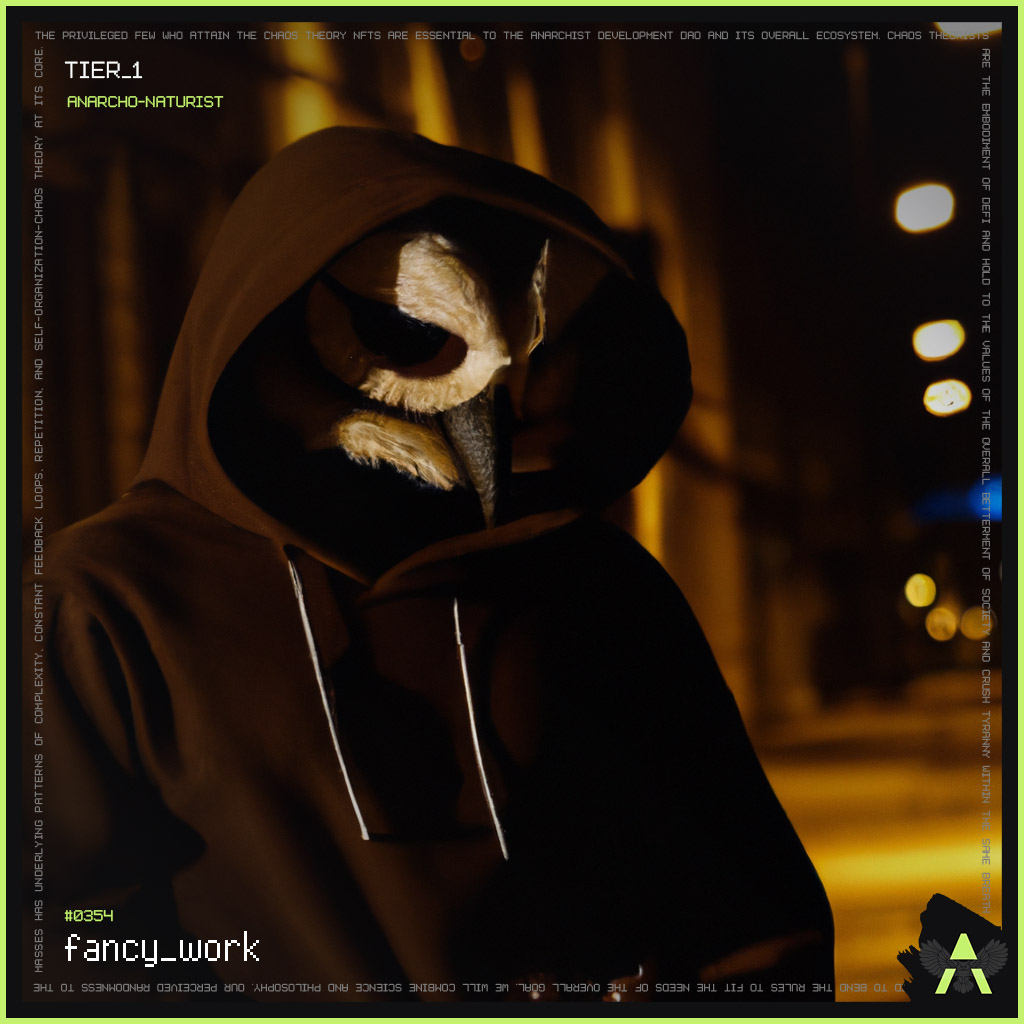 THE PRIVILEGED FEW WHO ATTAIN THE CHAOS THEORY NFTS ARE ESSENTIAL TO THE ANARCHIST DEVELOPMENT DAO AND ITS OVERALL ECOSYSTEM. CHAOS THEORISTS
ARE THE EMBODIMENT OF DEFI AND HOLD TO THE VALUES OF THE OVERALL BETTERMENT OF SOCIETY AND CRUSH TYRANNY WITHIN THE SAME BREATH.
TO BEND THE RULES TO FIT THE NEEDS OF THE OVERALL GOAL. WE WILL COMBINE SCIENCE AND PHILOSOPHY. OUR PERCEIVED RANDOMNESS TO THE
MASSES HAS UNDERLYING PATTERNS OF COMPLEXITY, CONSTANT FEEDBACK LOOPS, REPETITION, AND SELF-ORGANIZATION-CHAOS THEORY AT ITS CORE.
TIER_1
ANARCHO-NATURIST
#0354
fancy_work